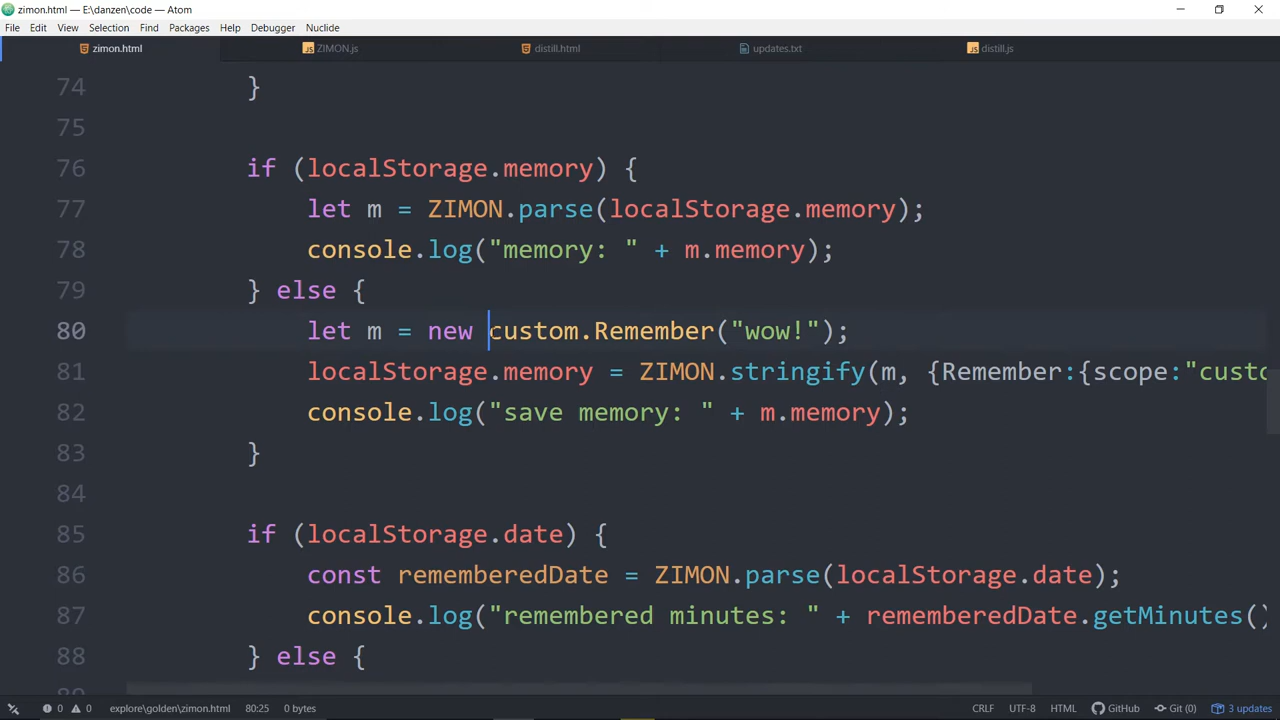 zimon.html — E:\danzen\code — Atom
File Edit View Selection Find Packages Help Debugger Nuclide
zimon.html ZIMON.js distill.html updates.txt distill.js
74 }
75
76 if (localStorage.memory) {
77 let m = ZIMON.parse(localStorage.memory);
78 console.log("memory: " + m.memory);
79 } else {
80 let m = new custom.Remember("wow!");
81 localStorage.memory = ZIMON.stringify(m, {Remember:{scope:"custo
82 console.log("save memory: " + m.memory);
83 }
84
85 if (localStorage.date) {
86 const rememberedDate = ZIMON.parse(localStorage.date);
87 console.log("remembered minutes: " + rememberedDate.getMinutes()
88 } else {
0 0 explore\golden\zimon.html 80:25 0 bytes CRLF UTF-8 HTML GitHub Git (0) 3 updates